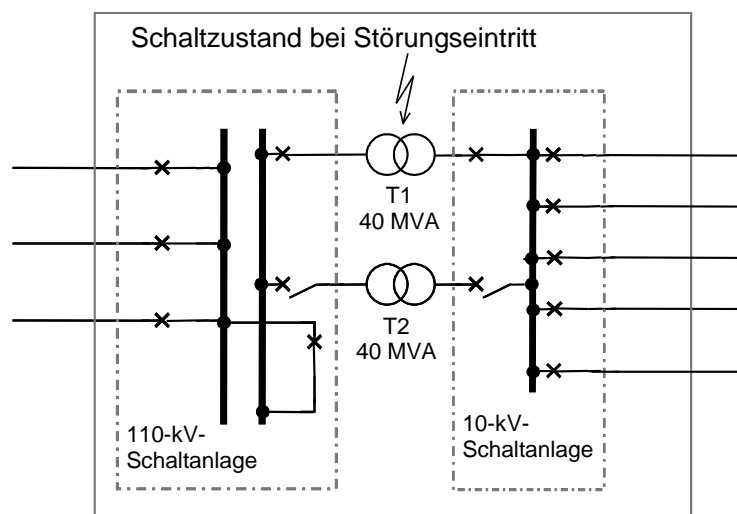 Schaltzustand bei Störungseintritt
T1
40 MVA
T2
40 MVA
110-kV-
Schaltanlage
10-kV-
Schaltanlage